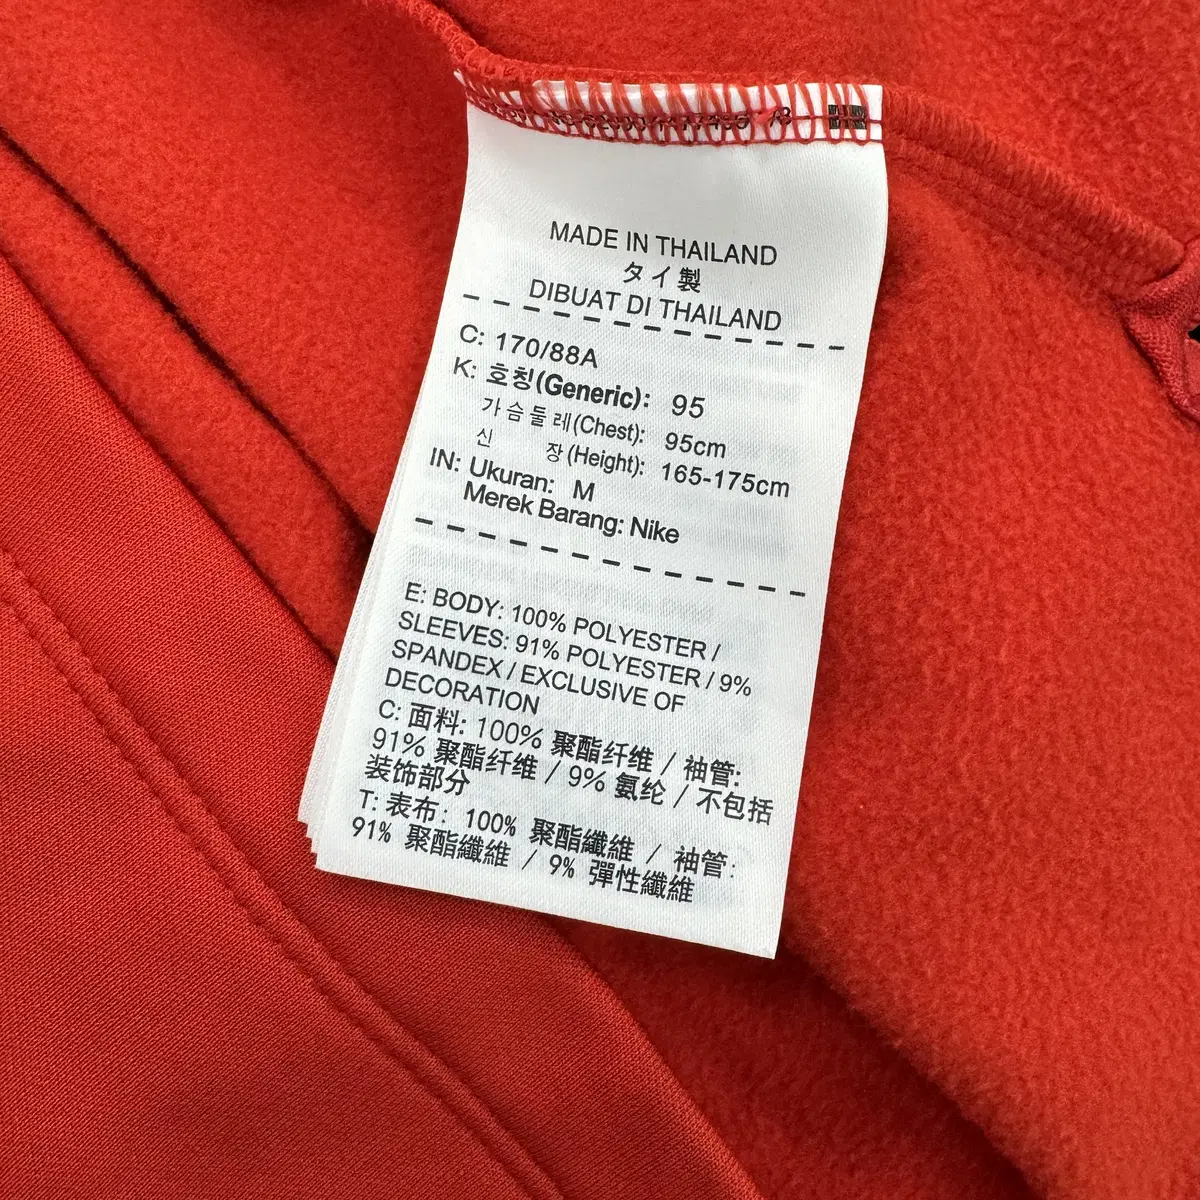 MADE IN THAILAND
タイ製
DIBUAT DI THAILAND
C: 170/88A
K: 호칭(Generic): 95
가슴둘레(Chest): 95cm
신 장(Height): 165-175cm
IN: Ukuran: M
Merek Barang: Nike
E: BODY: 100% POLYESTER /
SLEEVES: 91% POLYESTER / 9%
SPANDEX / EXCLUSIVE OF
DECORATION
C: 面料: 100% 聚酯纤维 / 袖管:
91% 聚酯纤维 / 9% 氨纶 / 不包括
装饰部分
T: 表布: 100% 聚酯纖維 / 袖管:
91% 聚酯纖維 / 9% 彈性纖維